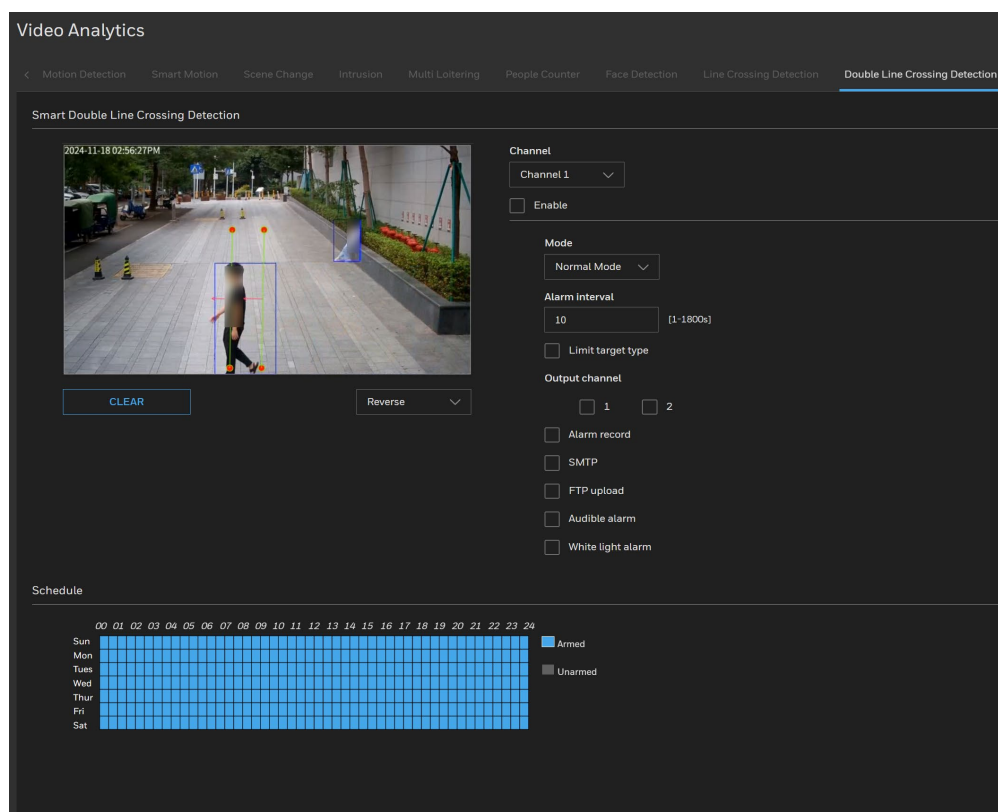 Video Analytics
Motion Detection Smart Motion Scene Change Intrusion Multi Loitering People Counter Face Detection Line Crossing Detection Double Line Crossing Detection
Smart Double Line Crossing Detection
2024-11-18 02:56:27PM
Channel
Channel 1
Enable
Mode
Normal Mode
Alarm interval
10 [1-1800s]
Limit target type
Output channel
1 2
CLEAR Reverse
Alarm record
SMTP
FTP upload
Audible alarm
White light alarm
Schedule
00 01 02 03 04 05 06 07 08 09 10 11 12 13 14 15 16 17 18 19 20 21 22 23 24
Sun
Mon
Tues
Wed
Thur
Fri
Sat
Armed
Unarmed